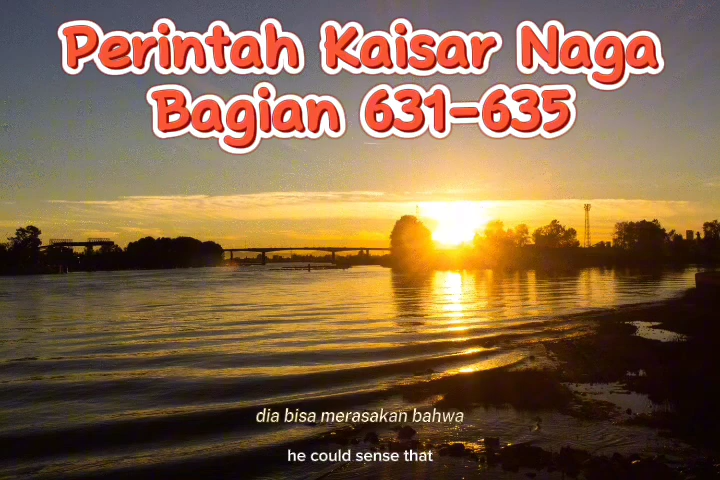 Perintah Kaisar Naga
Bagian 631-635
dia bisa merasakan bahwa
he could sense that